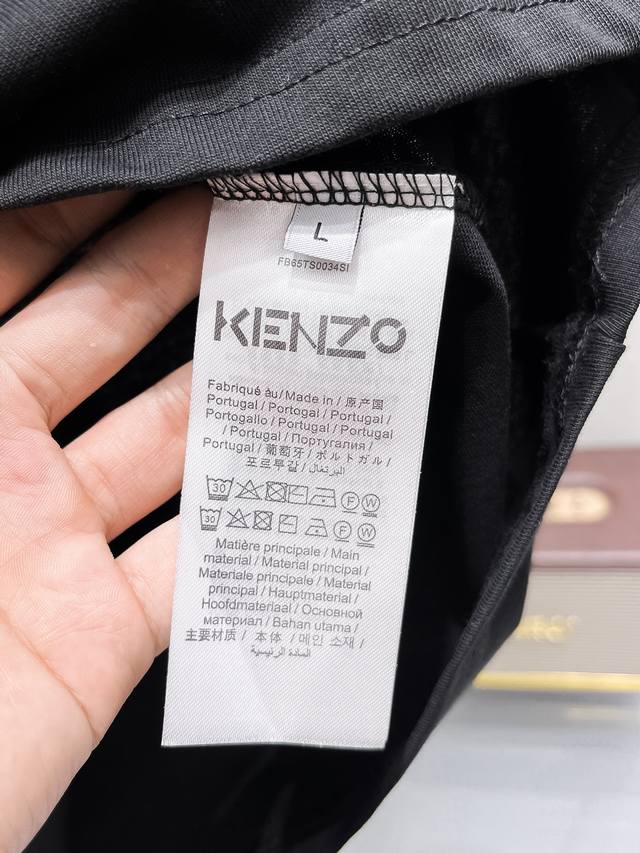 L
FB65TS0034SI
KENZO
Fabriqué àu/Made in / 原产国
Portugal / Portogal / Portugal /
Portogallo / Portugal / Portugal
/ Portugal / Португалия /
Portugal / 葡萄牙 / ポルトガル /
포르투갈 / البرتغال
30 F W
30 F W
Matière principale / Main
material / Material principal /
Materiale principale / Material
principal / Hauptmaterial /
Hoofdmateriaal / Основной
материал / Bahan utama /
主要材质 / 本体 / 메인 소재 /
المادة الرئيسية